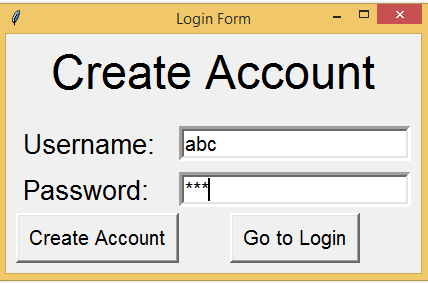 Login Form
Create Account
Username: abc
Password: ***
Create Account Go to Login